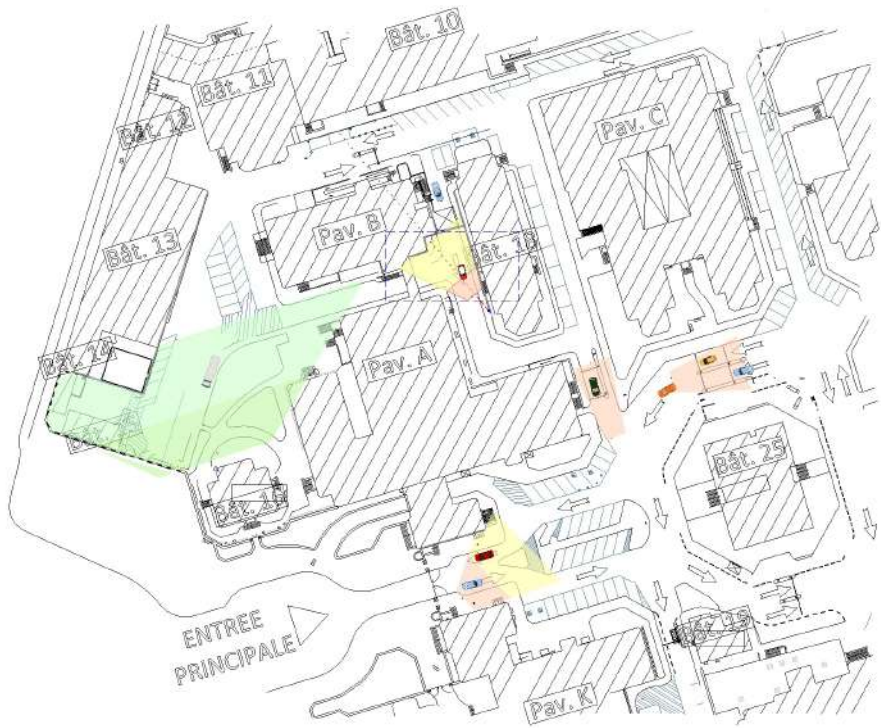 Bât. 10
Bât. 11
Bât. 12
Pav. C
Pav. B
Bât. 18
Bât. 13
Bât. 14
Pav. A
Bât. 25
ENTREE
PRINCIPALE
Pav. K